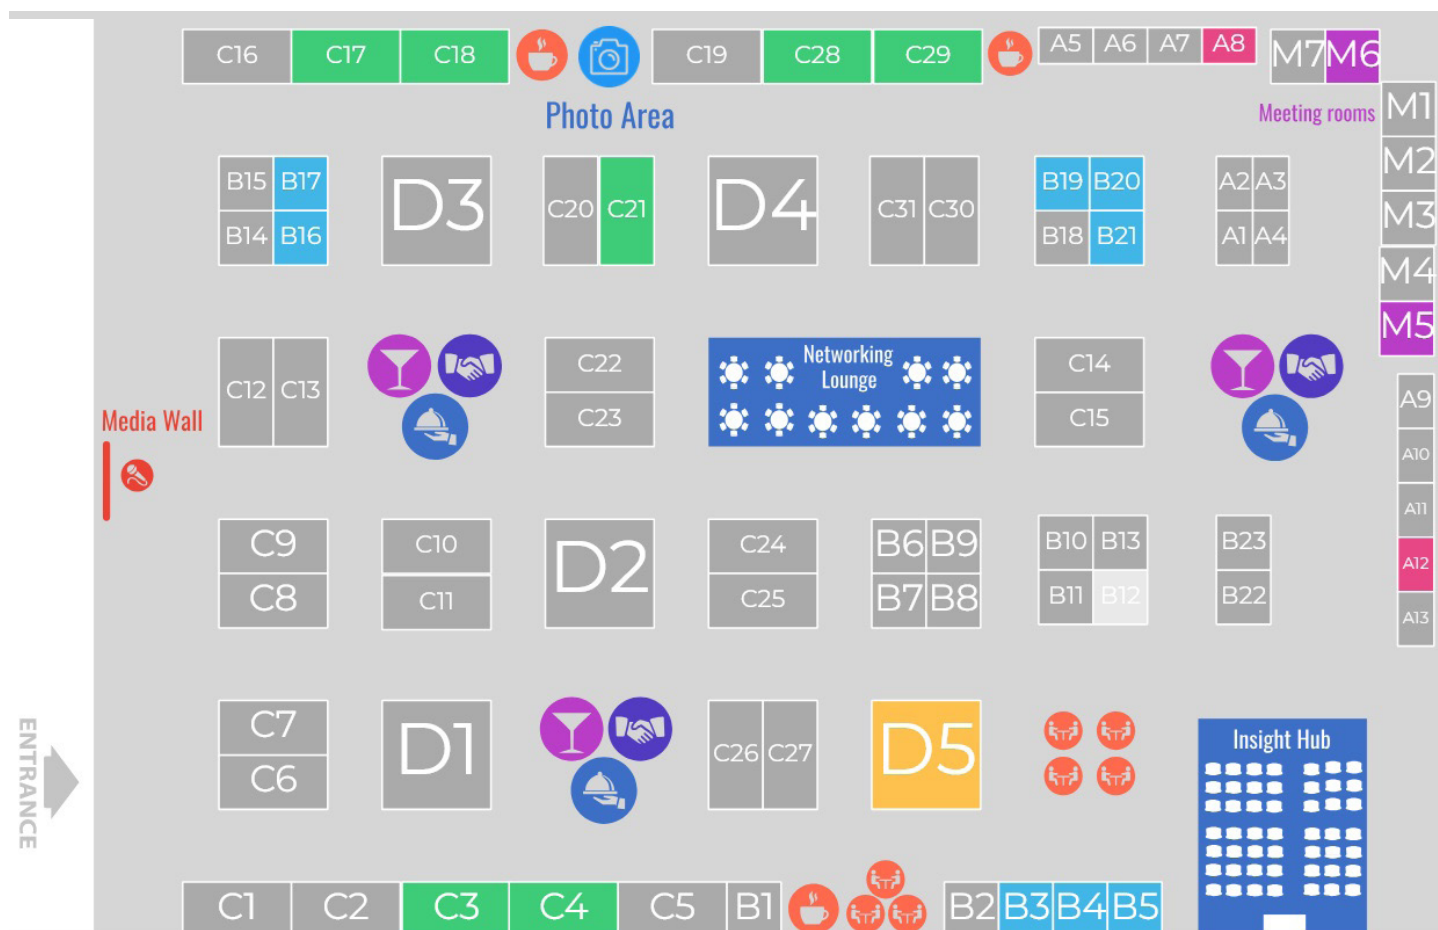 C16 C17 C18 C19 C28 C29 A5 A6 A7 A8 M7 M6
Photo Area
Meeting rooms
M1
M2
M3
M4
M5
B15 B17 D3 C20 C21 D4 C31 C30 B19 B20 A2 A3
B14 B16 B18 B21 A1 A4
Networking
Lounge
C12 C13 C22 C14
C23 C15
A9
A10
A11
A12
A13
Media Wall
C9 C10 D2 C24 B6 B9 B10 B13 B23
C8 C11 C25 B7 B8 B11 B12 B22
ENTRANCE
C7 D1 C26 C27 D5
C6
Insight Hub
C1 C2 C3 C4 C5 B1 B2 B3 B4 B5